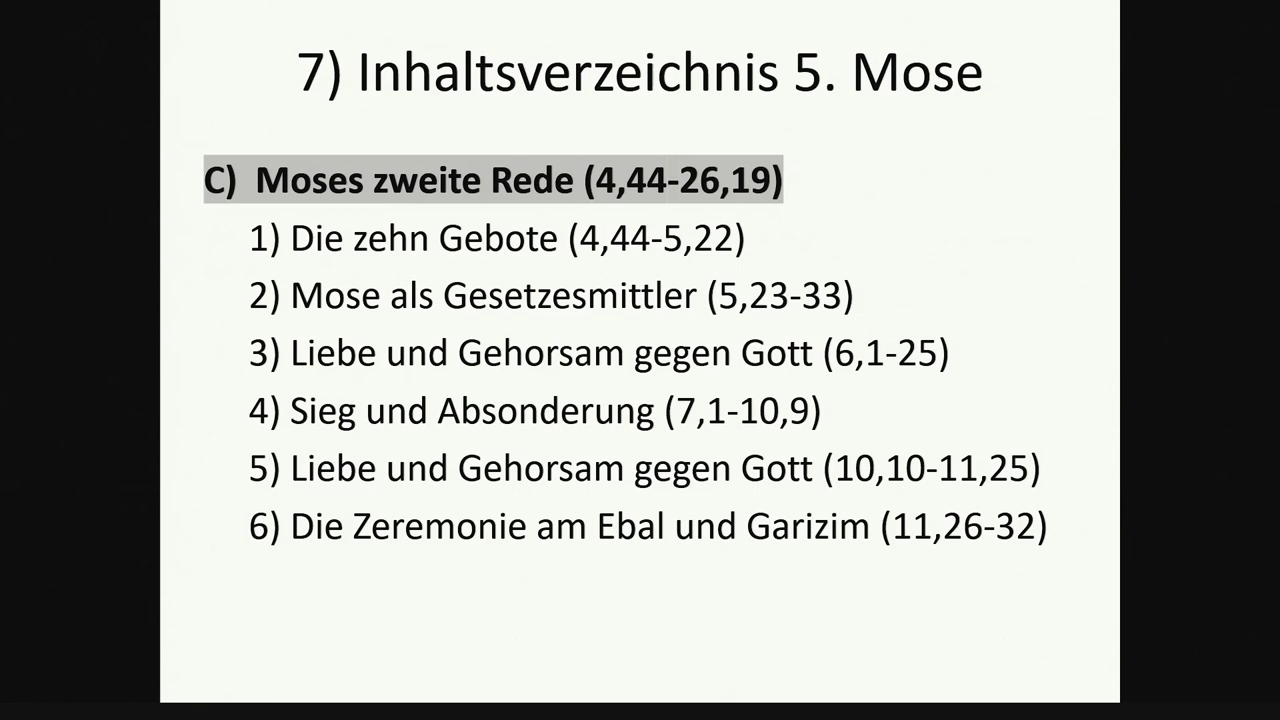 7) Inhaltsverzeichnis 5. Mose
C) Moses zweite Rede (4,44-26,19)
1) Die zehn Gebote (4,44-5,22)
2) Mose als Gesetzesmittler (5,23-33)
3) Liebe und Gehorsam gegen Gott (6,1-25)
4) Sieg und Absonderung (7,1-10,9)
5) Liebe und Gehorsam gegen Gott (10,10-11,25)
6) Die Zeremonie am Ebal und Garizim (11,26-32)